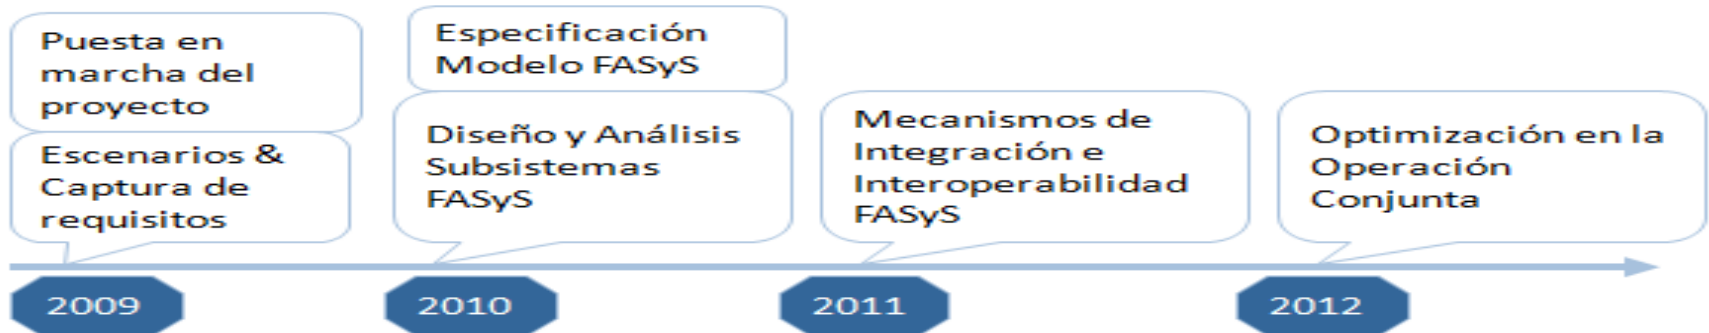 Puesta en
marcha del
proyecto
Escenarios &
Captura de
requisitos
Especificación
Modelo FASyS
Diseño y Análisis
Subsistemas
FASyS
Mecanismos de
Integración e
Interoperabilidad
FASyS
Optimización en la
Operación
Conjunta
2009
2010
2011
2012